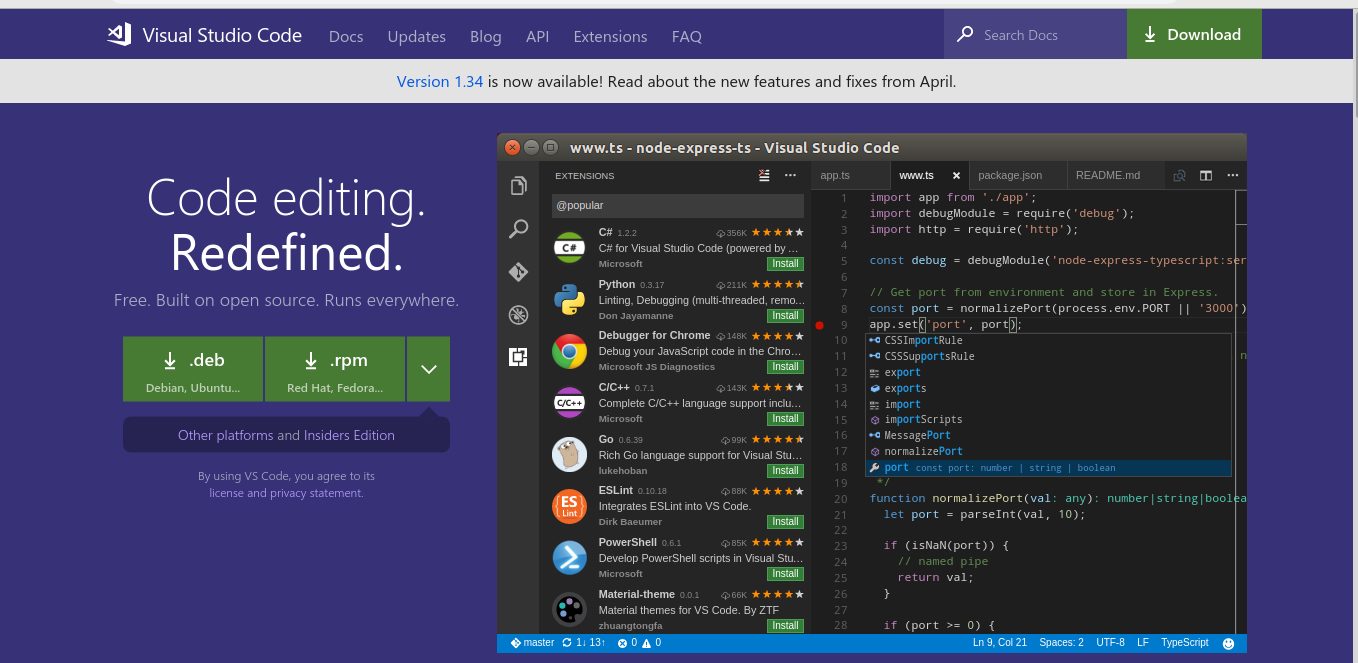 Visual Studio Code Docs Updates Blog API Extensions FAQ Search Docs Download
Version 1.34 is now available! Read about the new features and fixes from April.
Code editing.
Redefined.
Free. Built on open source. Runs everywhere.
.deb
Debian, Ubuntu...
.rpm
Red Hat, Fedora...
Other platforms and Insiders Edition
By using VS Code, you agree to its
license and privacy statement.
www.ts - node-express-ts - Visual Studio Code
EXTENSIONS
@popular
C# 1.2.2 356K
C# for Visual Studio Code (powered by ...
Microsoft Install
Python 0.3.17 211K
Linting, Debugging (multi-threaded, remo...
Don Jayamanne Install
Debugger for Chrome 148K
Debug your JavaScript code in the Chro...
Microsoft JS Diagnostics Install
C/C++ 0.7.1 143K
Complete C/C++ language support inclu...
Microsoft Install
Go 0.6.39 99K
Rich Go language support for Visual Stu...
lukehoban Install
ESLint 0.10.18 88K
Integrates ESLint into VS Code.
Dirk Baeumer Install
PowerShell 0.6.1 85K
Develop PowerShell scripts in Visual Stu...
Microsoft Install
Material-theme 0.0.1 66K
Material themes for VS Code. By ZTF
zhuangtongfa Install
C#
C/C++
ES
Lint
app.ts www.ts package.json README.md
1 import app from './app';
2 import debugModule = require('debug');
3 import http = require('http');
4
5 const debug = debugModule('node-express-typescript:ser
6
7 // Get port from environment and store in Express.
8 const port = normalizePort(process.env.PORT || '3000')
9 app.set('port', port);
10 CSSImportRule
11 CSSSupportsRule n
12 export
13 exports
14 import
15 importScripts
16 MessagePort
17 normalizePort
18 port const port: number | string | boolean
19 */
20 function normalizePort(val: any): number|string|boolea
21 let port = parseInt(val, 10);
22
23 if (isNaN(port)) {
24 // named pipe
25 return val;
26 }
27
28 if (port >= 0) {
master 1↓ 13↑ 0 0 Ln 9, Col 21 Spaces: 2 UTF-8 LF TypeScript